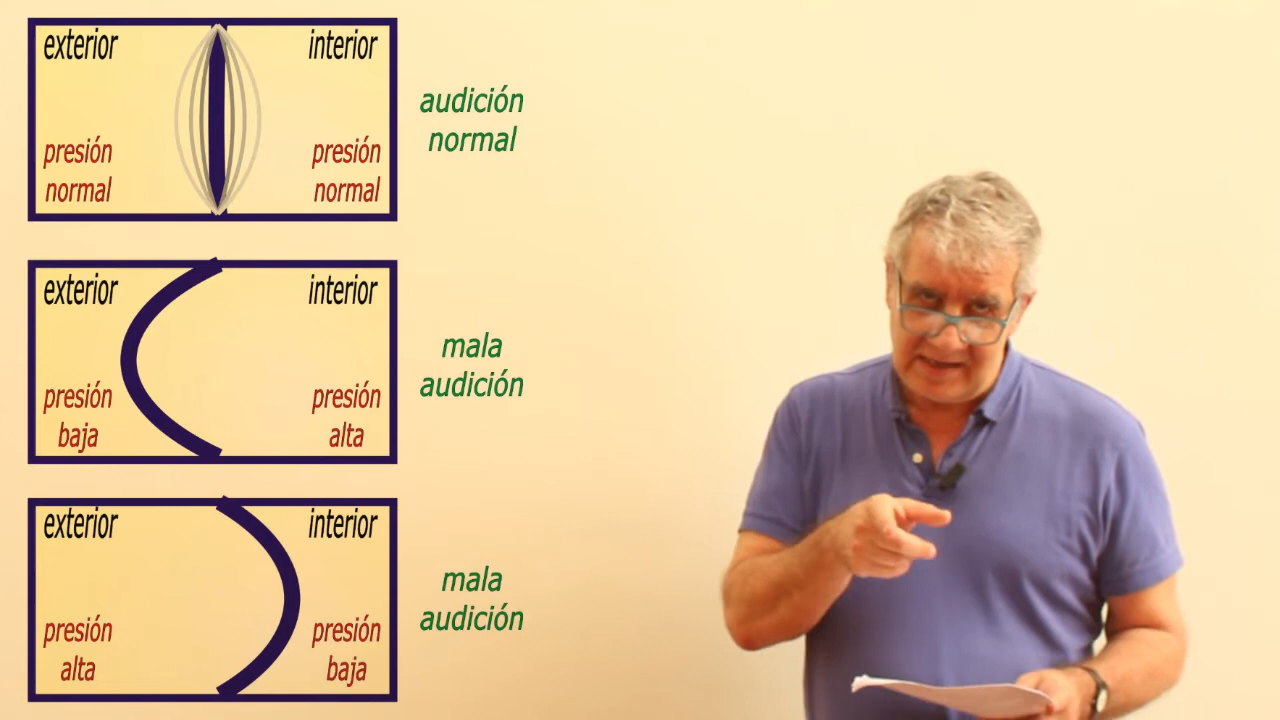 exterior interior
presión presión
normal normal
audición
normal
exterior interior
presión presión
baja alta
mala
audición
exterior interior
presión presión
alta baja
mala
audición